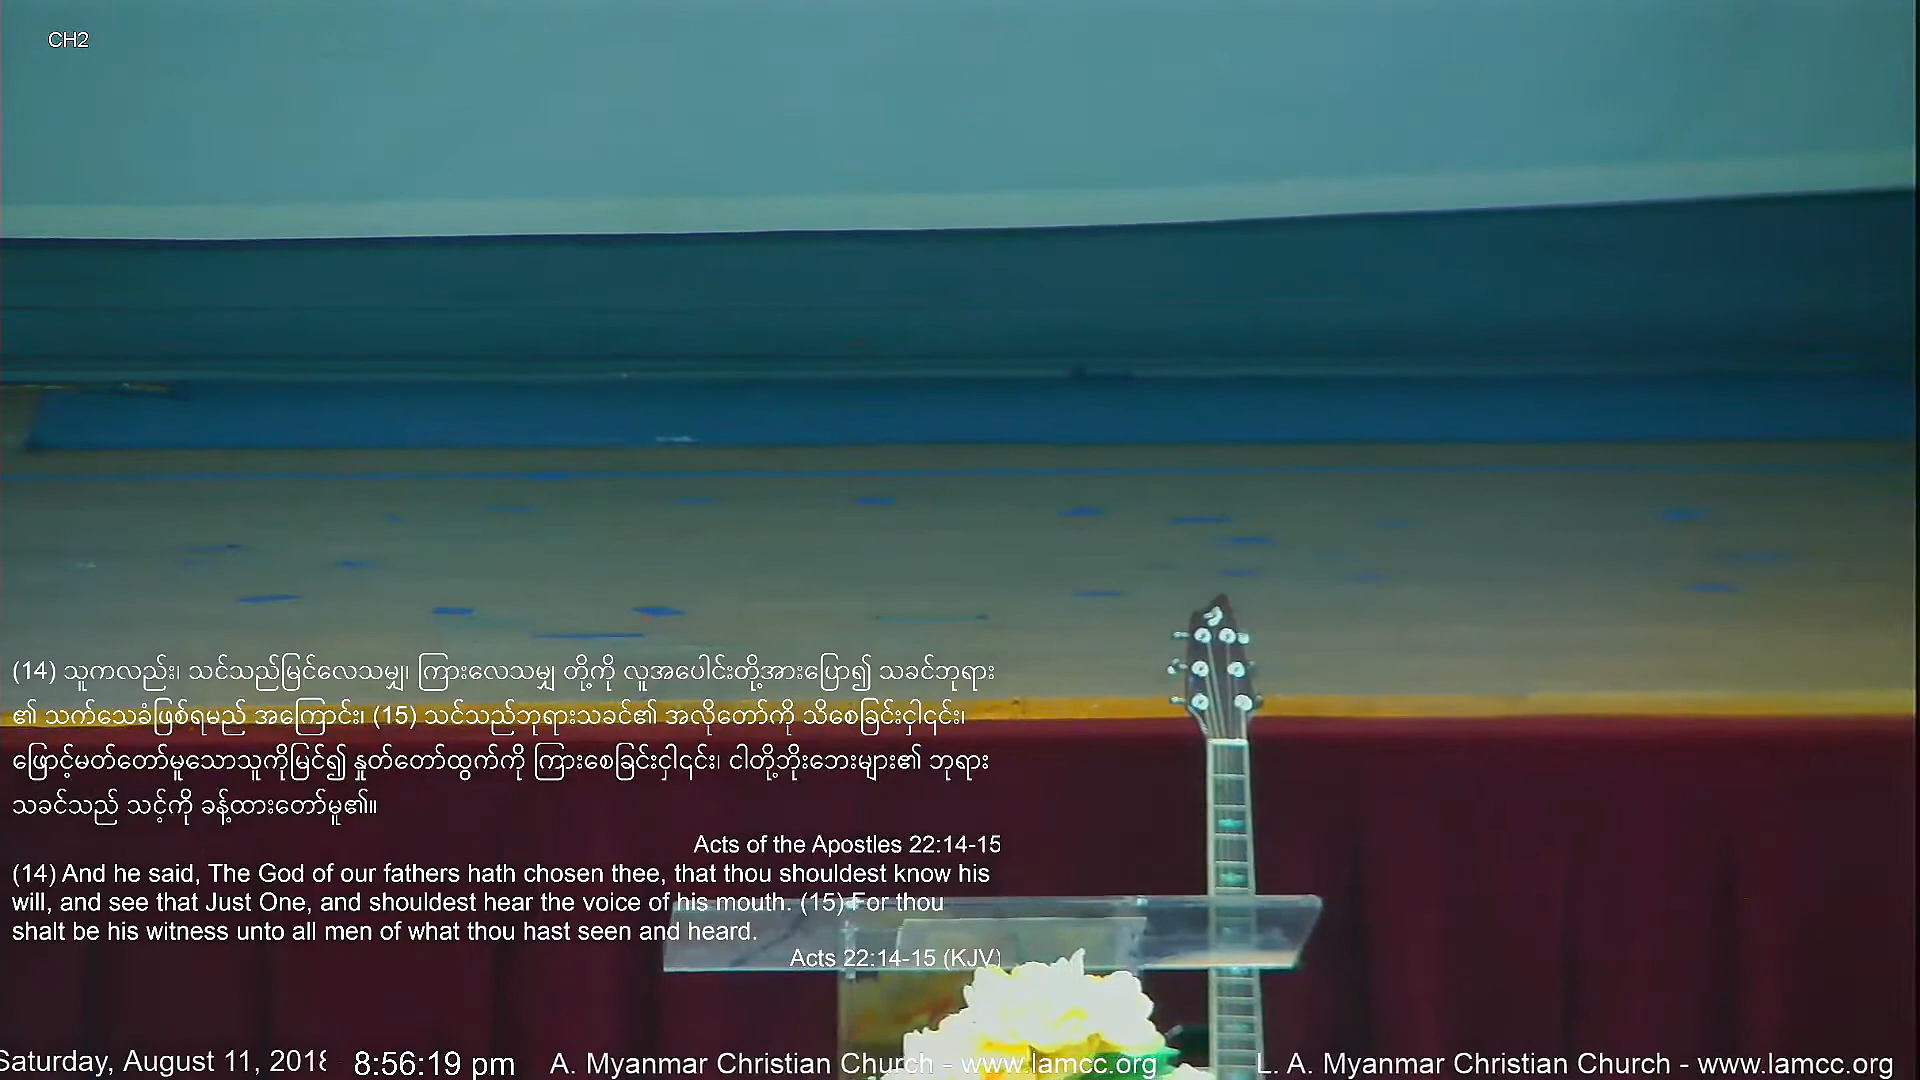 CH2
(14) သူကလည်း၊ သင်သည်မြင်လေသမျှ၊ ကြားလေသမျှ တို့ကို လူအပေါင်းတို့အားပြော၍ သခင်ဘုရား
၏ သက်သေခံဖြစ်ရမည် အကြောင်း၊ (15) သင်သည်ဘုရားသခင်၏ အလိုတော်ကို သိစေခြင်းငှါ၎င်း၊
ဖြောင့်မတ်တော်မူသောသူကိုမြင်၍ နှုတ်တော်ထွက်ကို ကြားစေခြင်းငှါ၎င်း၊ ငါတို့ဘိုးဘေးများ၏ ဘုရား
သခင်သည် သင့်ကို ခန့်ထားတော်မူ၏။
Acts of the Apostles 22:14-15
(14) And he said, The God of our fathers hath chosen thee, that thou shouldest know his
will, and see that Just One, and shouldest hear the voice of his mouth. (15) For thou
shalt be his witness unto all men of what thou hast seen and heard.
Acts 22:14-15 (KJV)
Saturday, August 11, 2018 8:56:19 pm A. Myanmar Christian Church - www.lamcc.org L. A. Myanmar Christian Church - www.lamcc.org